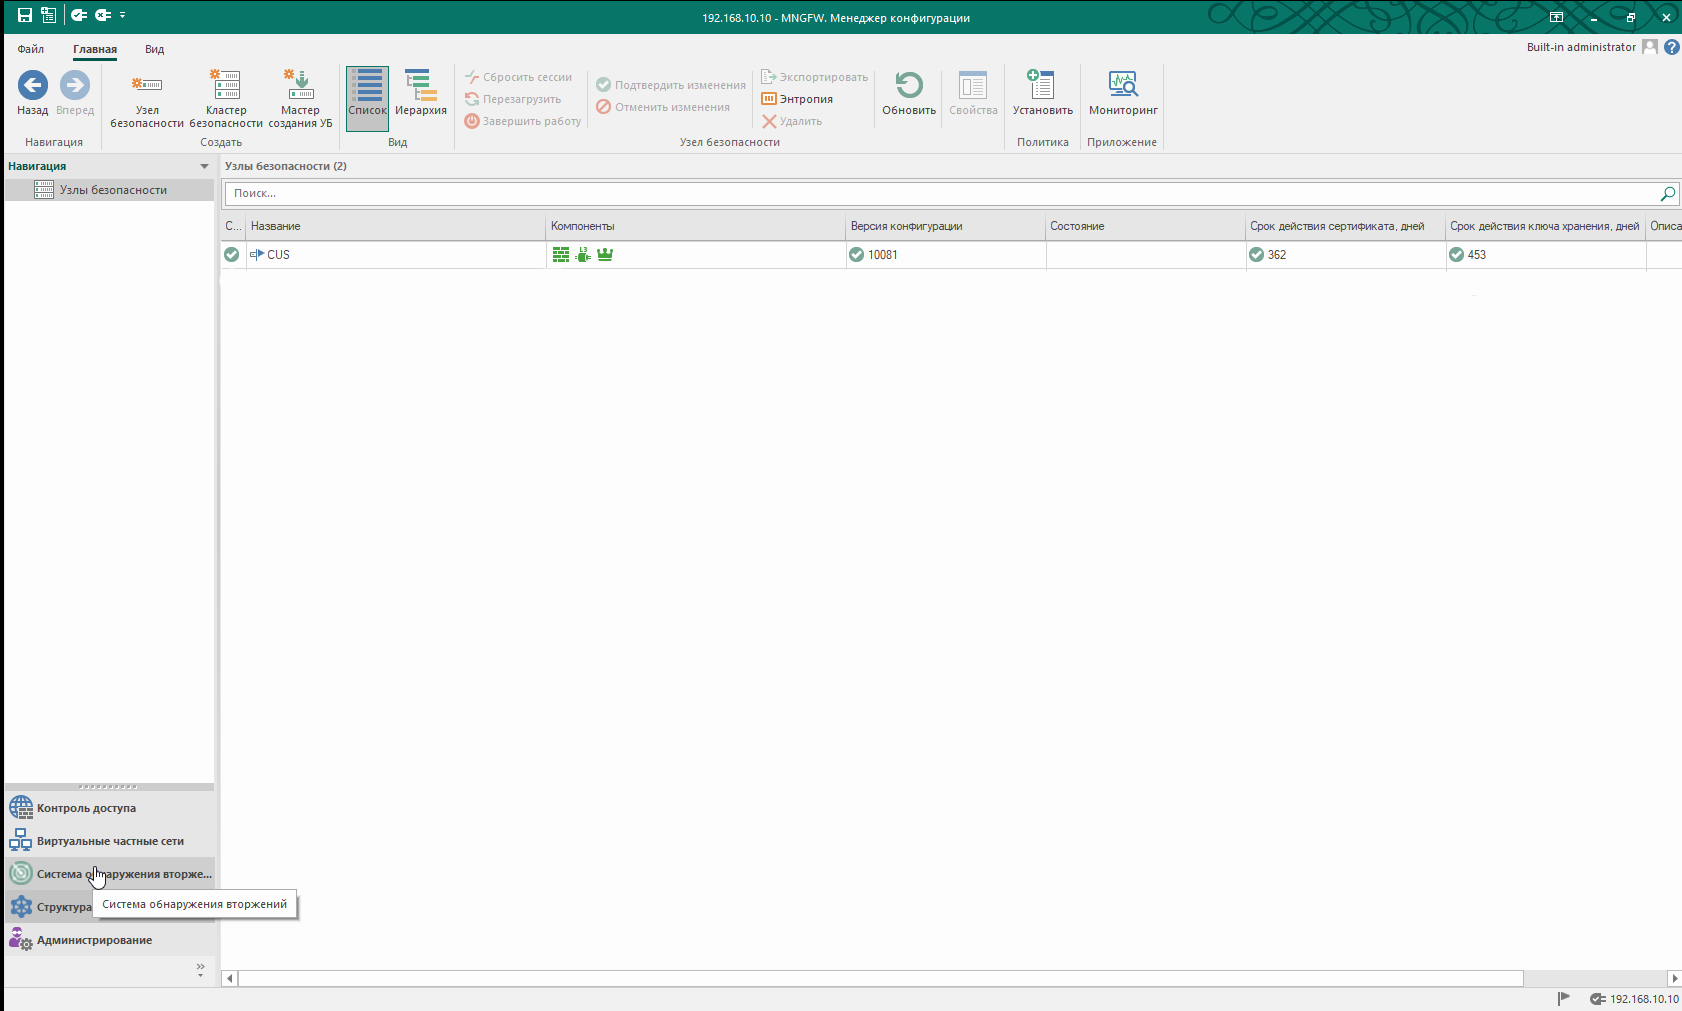 192.168.10.10 - MNGFW. Менеджер конфигурации
Файл Главная Вид
Built-in administrator
Назад Вперед
Навигация
Узел безопасности
Кластер безопасности
Мастер создания УБ
Создать
Список Иерархия
Вид
Сбросить сессии
Перезагрузить
Завершить работу
Подтвердить изменения
Отменить изменения
Экспортировать
Энтропия
Удалить
Обновить
Свойства
Узел безопасности
Установить
Политика
Мониторинг
Приложение
Навигация
Узлы безопасности
Узлы безопасности (2)
Поиск...
С... Название Компоненты Версия конфигурации Состояние Срок действия сертификата, дней Срок действия ключа хранения, дней Описа
CUS L3 10081 362 453
Контроль доступа
Виртуальные частные сети
Система обнаружения вторже...
Структура
Система обнаружения вторжений
Администрирование
192.168.10.10